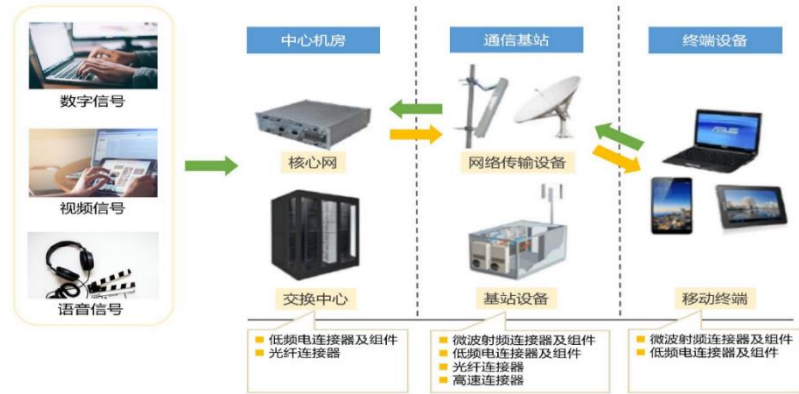 数字信号
视频信号
语音信号
中心机房
核心网
交换中心
低频电连接器及组件
光纤连接器
通信基站
网络传输设备
基站设备
微波射频连接器及组件
低频电连接器及组件
光纤连接器
高速连接器
终端设备
ASUS
移动终端
微波射频连接器及组件
低频电连接器及组件